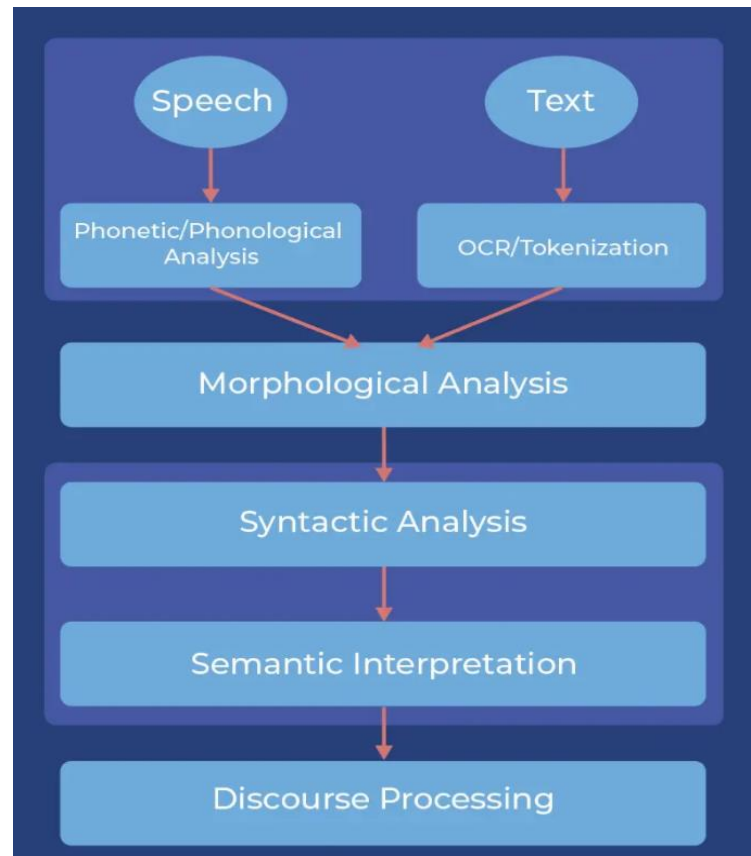 Speech
Text
Phonetic/Phonological
Analysis
OCR/Tokenization
Morphological Analysis
Syntactic Analysis
Semantic Interpretation
Discourse Processing